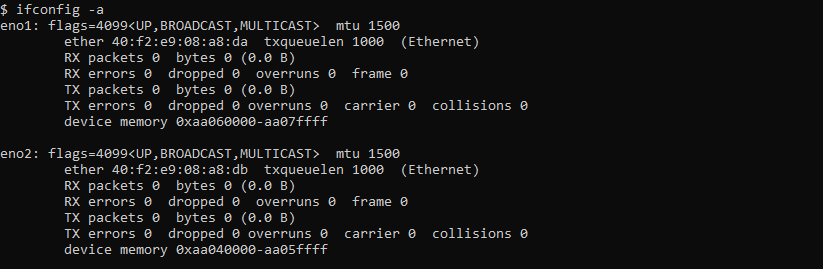 $ ifconfig -a
eno1: flags=4099<UP,BROADCAST,MULTICAST>  mtu 1500
        ether 40:f2:e9:08:a8:da  txqueuelen 1000  (Ethernet)
        RX packets 0  bytes 0 (0.0 B)
        RX errors 0  dropped 0  overruns 0  frame 0
        TX packets 0  bytes 0 (0.0 B)
        TX errors 0  dropped 0 overruns 0  carrier 0  collisions 0
        device memory 0xaa060000-aa07ffff

eno2: flags=4099<UP,BROADCAST,MULTICAST>  mtu 1500
        ether 40:f2:e9:08:a8:db  txqueuelen 1000  (Ethernet)
        RX packets 0  bytes 0 (0.0 B)
        RX errors 0  dropped 0  overruns 0  frame 0
        TX packets 0  bytes 0 (0.0 B)
        TX errors 0  dropped 0 overruns 0  carrier 0  collisions 0
        device memory 0xaa040000-aa05ffff